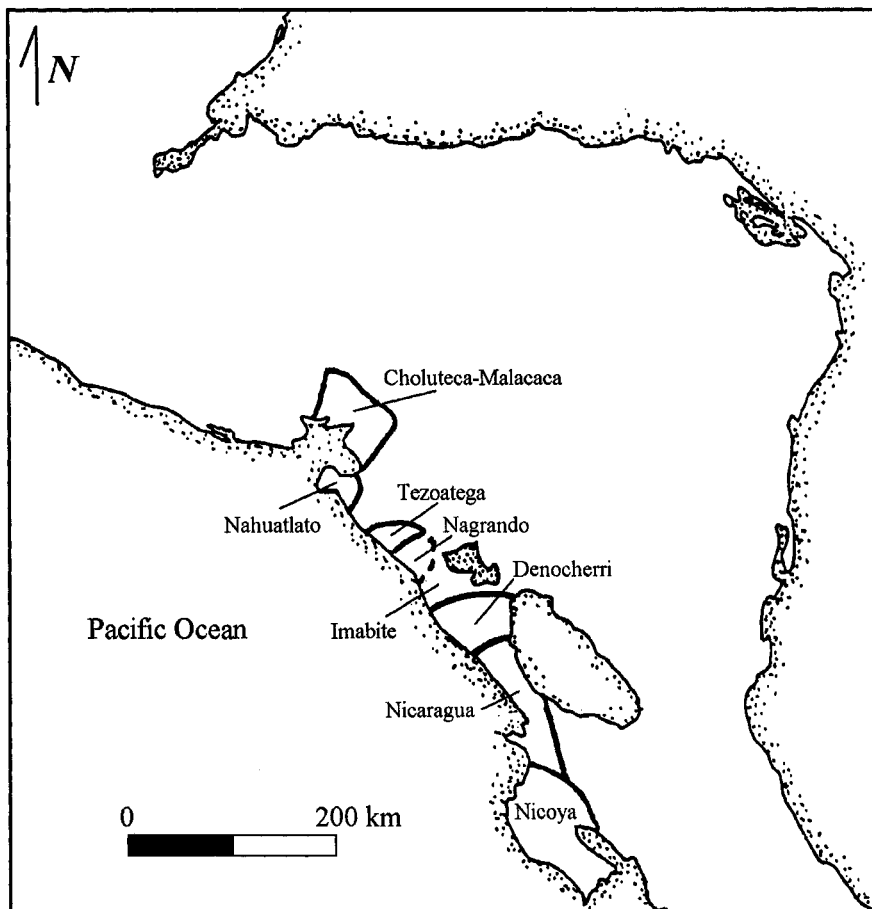 N
Choluteca-Malacaca
Tezoatega
Nahuatlato
Nagrando
Denocherri
Imabite
Pacific Ocean
Nicaragua
0 200 km
Nicoya